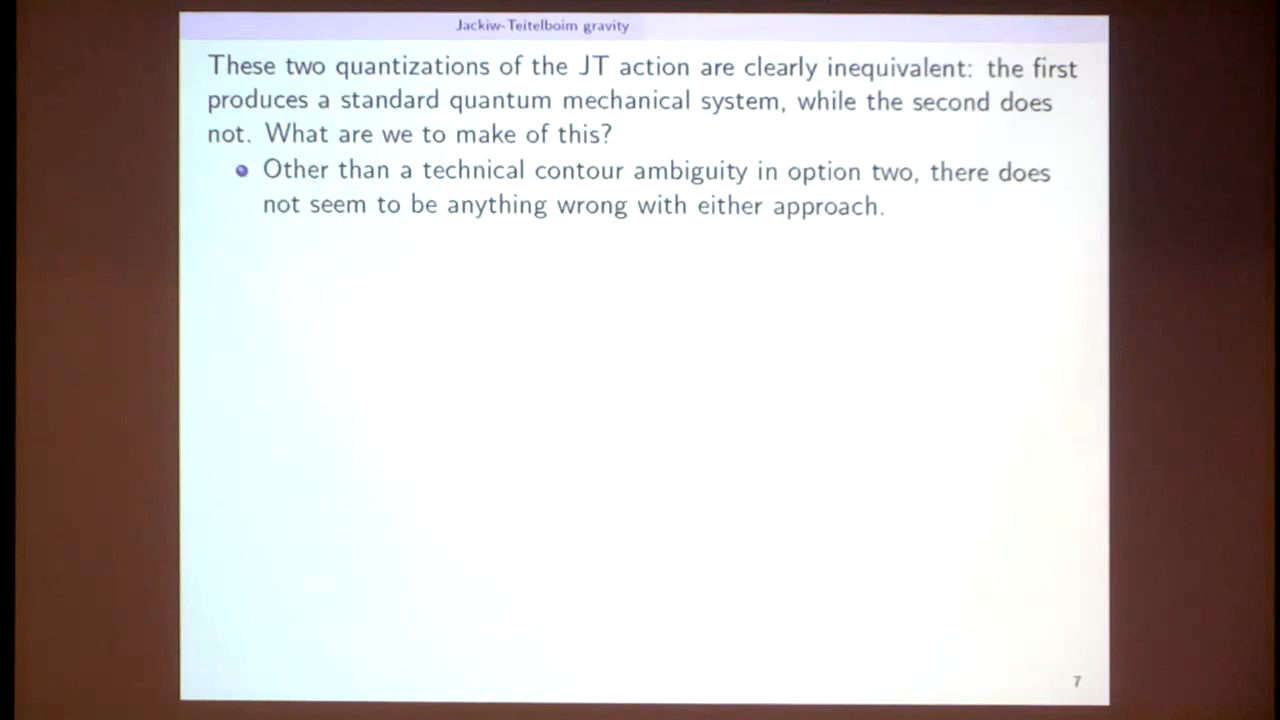 Jackiw-Teitelboim gravity
These two quantizations of the JT action are clearly inequivalent: the first
produces a standard quantum mechanical system, while the second does
not. What are we to make of this?
Other than a technical contour ambiguity in option two, there does
not seem to be anything wrong with either approach.
7